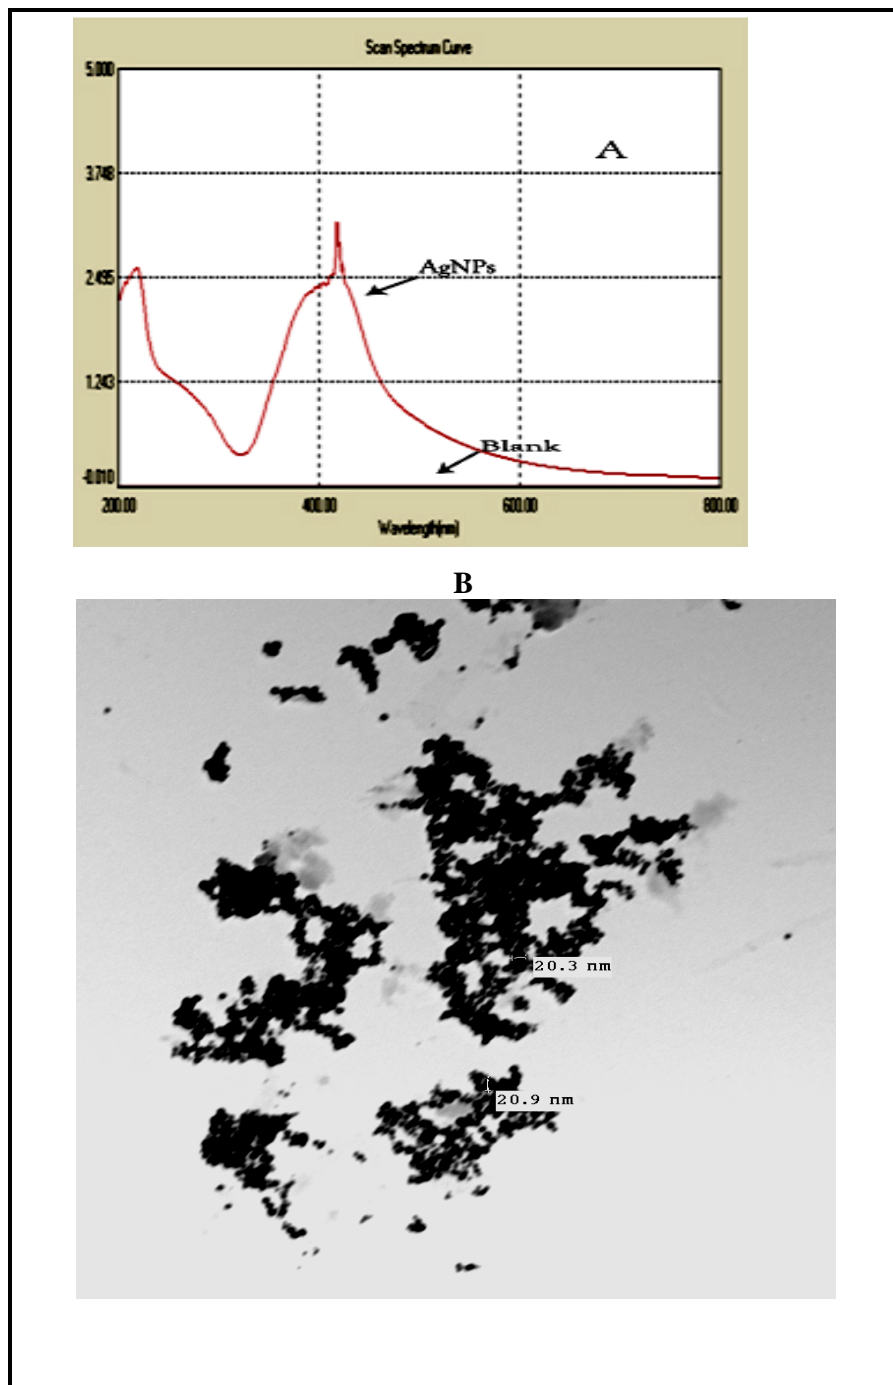 Scan Spectrum Curve
5.000
A
3.748
AgNPs
2.495
1.243
Blank
-0.010
200.00 400.00 600.00 800.00
Wavelength(nm)
B
20.3 nm
20.9 nm